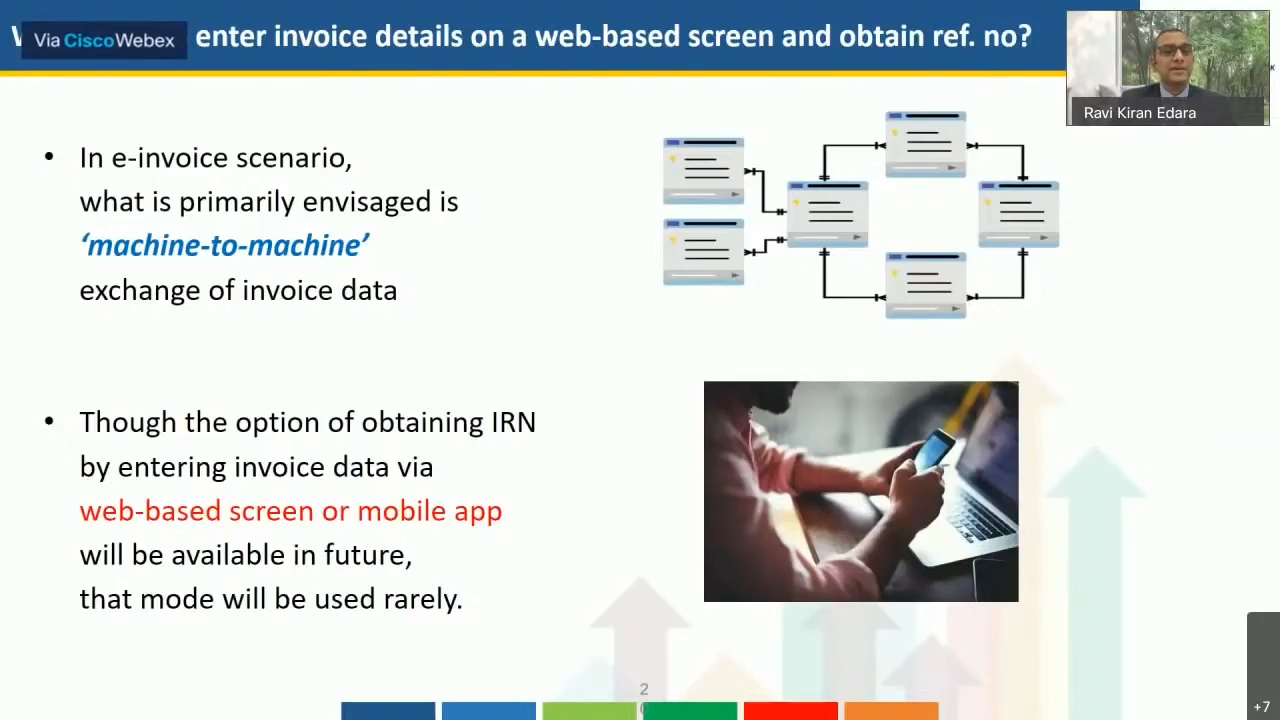 Via CiscoWebex
enter invoice details on a web-based screen and obtain ref. no?
Ravi Kiran Edara
• In e-invoice scenario,
what is primarily envisaged is
‘machine-to-machine’
exchange of invoice data
• Though the option of obtaining IRN
by entering invoice data via
web-based screen or mobile app
will be available in future,
that mode will be used rarely.
2
+7